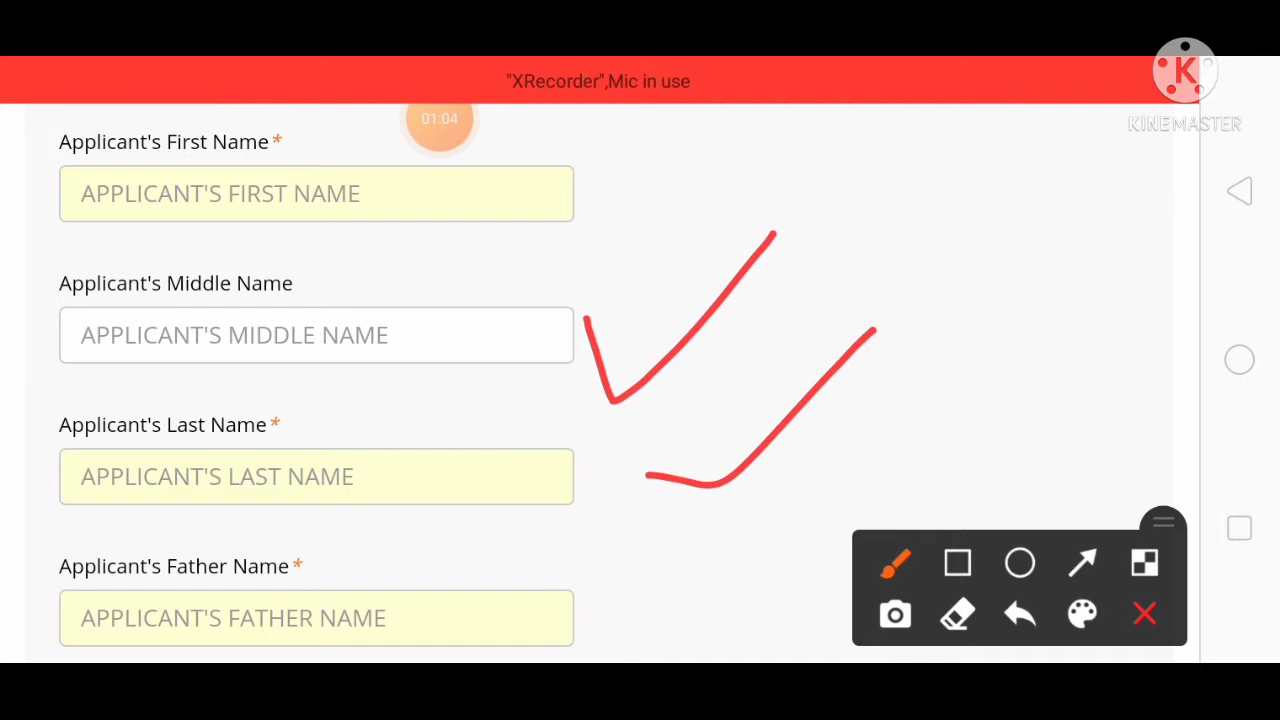 "XRecorder",Mic in use
K
KINEMASTER
01:04
Applicant's First Name*
APPLICANT'S FIRST NAME
Applicant's Middle Name
APPLICANT'S MIDDLE NAME
Applicant's Last Name*
APPLICANT'S LAST NAME
Applicant's Father Name*
APPLICANT'S FATHER NAME